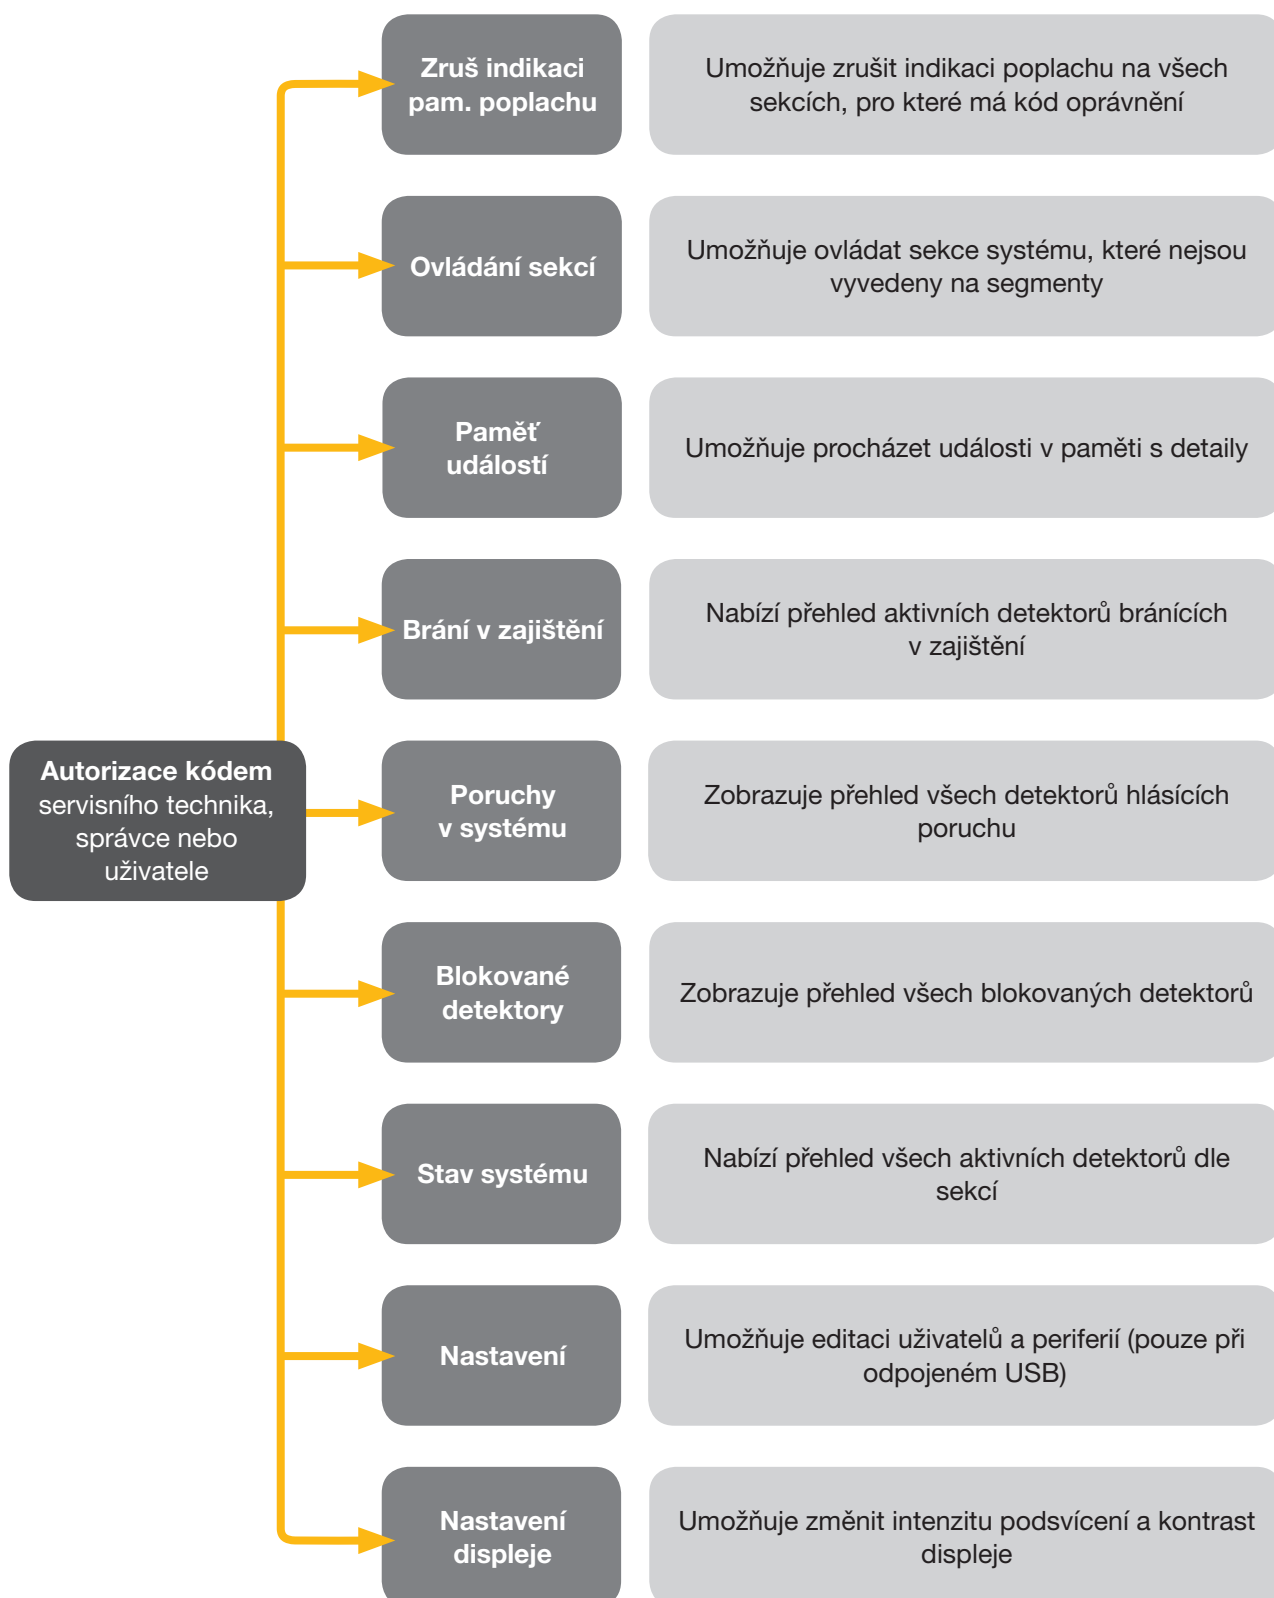 Zruš indikaci
pam. poplachu
Umožňuje zrušit indikaci poplachu na všech
sekcích, pro které má kód oprávnění
Ovládání sekcí
Umožňuje ovládat sekce systému, které nejsou
vyvedeny na segmenty
Paměť
událostí
Umožňuje procházet události v paměti s detaily
Brání v zajištění
Nabízí přehled aktivních detektorů bránících
v zajištění
Autorizace kódem
servisního technika,
správce nebo
uživatele
Poruchy
v systému
Zobrazuje přehled všech detektorů hlásících
poruchu
Blokované
detektory
Zobrazuje přehled všech blokovaných detektorů
Stav systému
Nabízí přehled všech aktivních detektorů dle
sekcí
Nastavení
Umožňuje editaci uživatelů a periferií (pouze při
odpojeném USB)
Nastavení
displeje
Umožňuje změnit intenzitu podsvícení a kontrast
displeje